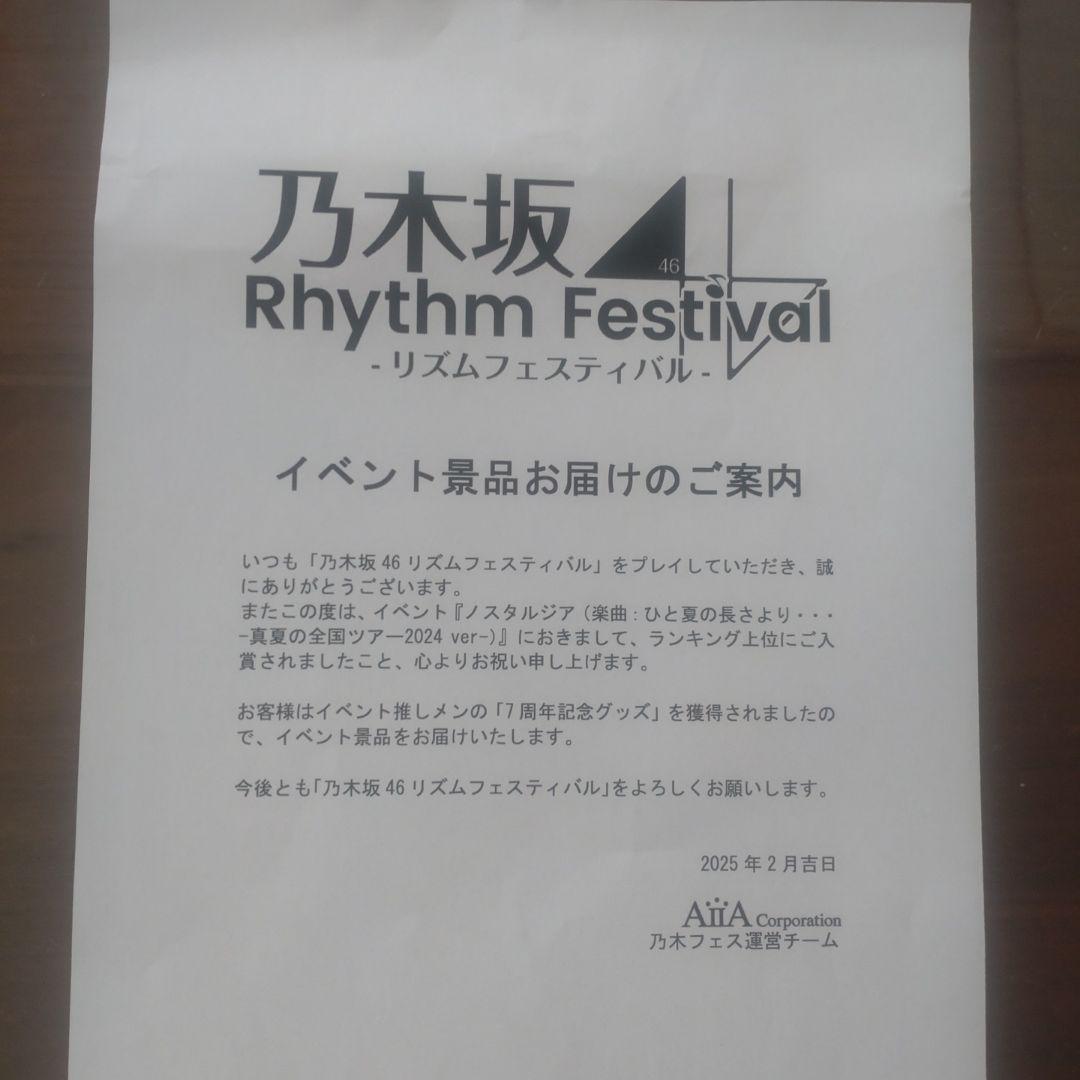 乃木坂46
Rhythm Festival
-リズムフェスティバル-
イベント景品お届けのご案内
いつも「乃木坂46リズムフェスティバル」をプレイしていただき、誠
にありがとうございます。
またこの度は、イベント『ノスタルジア（楽曲：ひと夏の長さより・・・
-真夏の全国ツアー2024 ver-）』におきまして、ランキング上位にご入
賞されましたこと、心よりお祝い申し上げます。
お客様はイベント推しメンの「7周年記念グッズ」を獲得されましたの
で、イベント景品をお届けいたします。
今後とも「乃木坂46リズムフェスティバル」をよろしくお願いします。
2025年2月吉日
AiiA Corporation
乃木フェス運営チーム